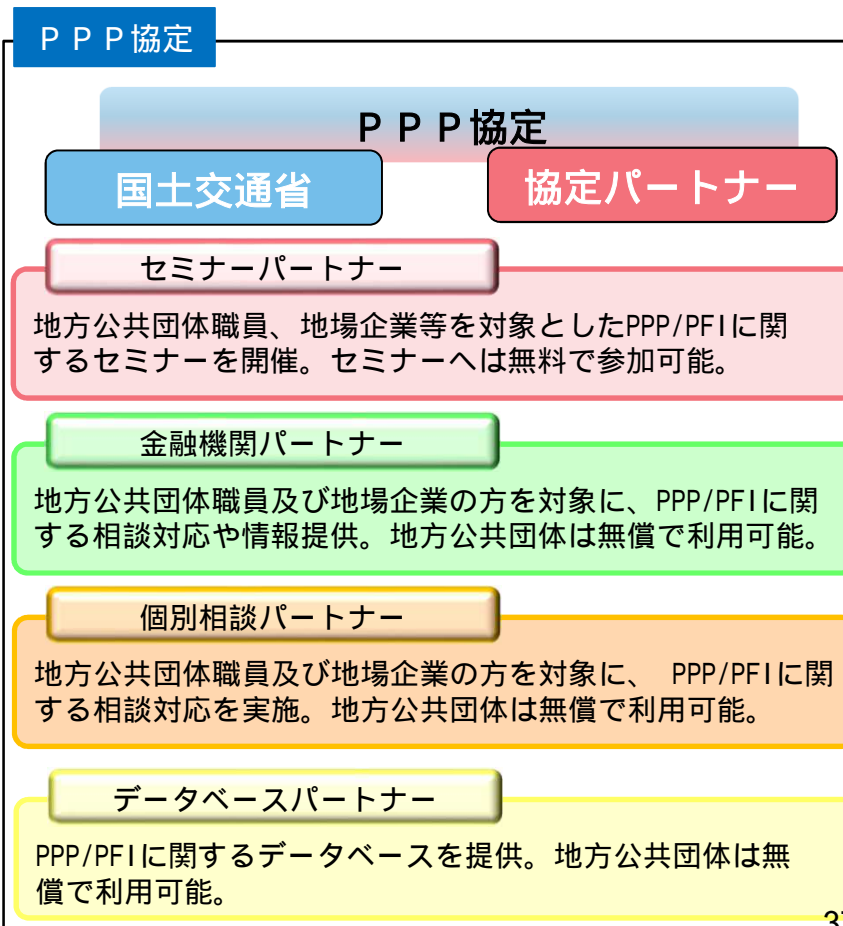 ＰＰＰ協定
ＰＰＰ協定
国土交通省
協定パートナー
セミナーパートナー
地方公共団体職員、地場企業等を対象としたPPP/PFIに関
するセミナーを開催。セミナーへは無料で参加可能。
金融機関パートナー
地方公共団体職員及び地場企業の方を対象に、PPP/PFIに関
する相談対応や情報提供。地方公共団体は無償で利用可能。
個別相談パートナー
地方公共団体職員及び地場企業の方を対象に、 PPP/PFIに関
する相談対応を実施。地方公共団体は無償で利用可能。
データベースパートナー
PPP/PFIに関するデータベースを提供。地方公共団体は無
償で利用可能。